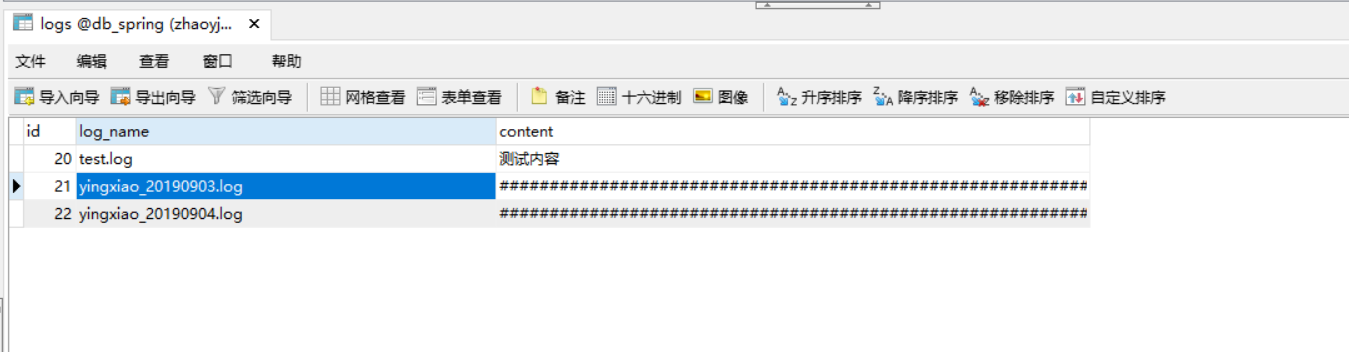 logs @db_spring (zhaoyj...
文件 编辑 查看 窗口 帮助
导入向导 导出向导 筛选向导 网格查看 表单查看 备注 十六进制 图像 升序排序 降序排序 移除排序 自定义排序
id log_name content
20 test.log 测试内容
21 yingxiao_20190903.log ###########################################################
22 yingxiao_20190904.log ###########################################################